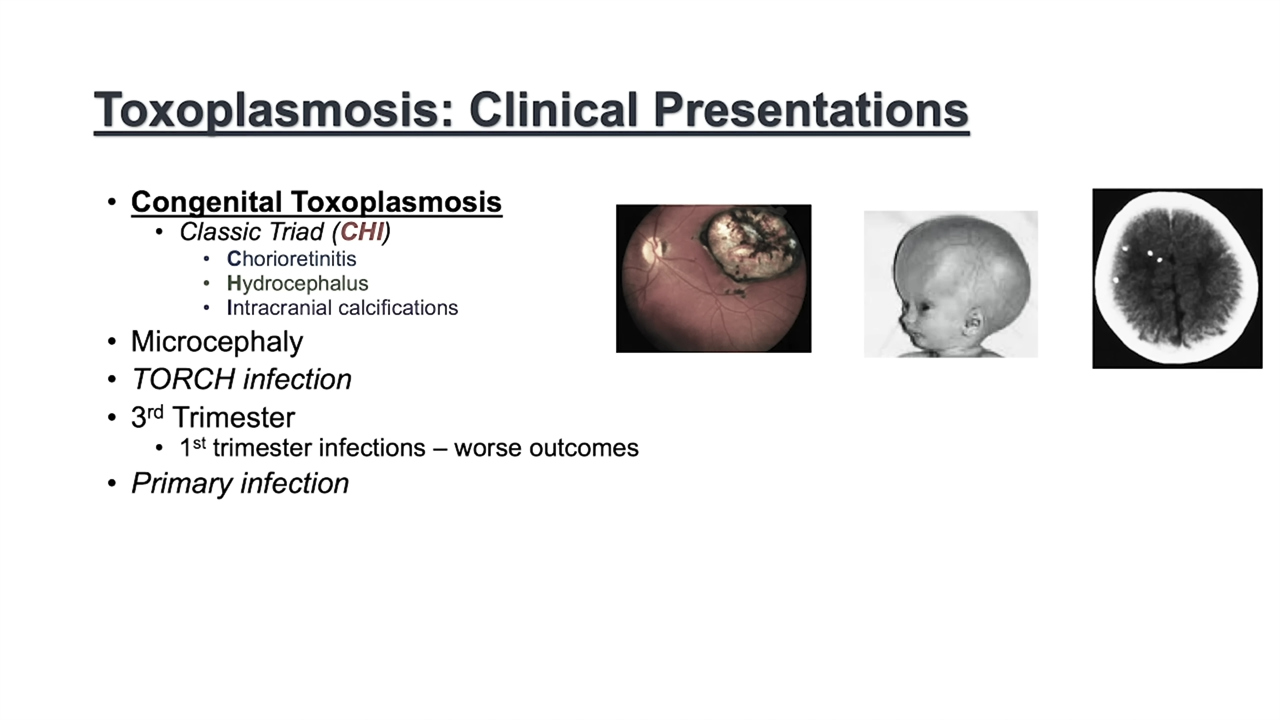 Toxoplasmosis: Clinical Presentations
• Congenital Toxoplasmosis
• Classic Triad (CHI)
• Chorioretinitis
• Hydrocephalus
• Intracranial calcifications
• Microcephaly
• TORCH infection
• 3rd Trimester
• 1st trimester infections – worse outcomes
• Primary infection